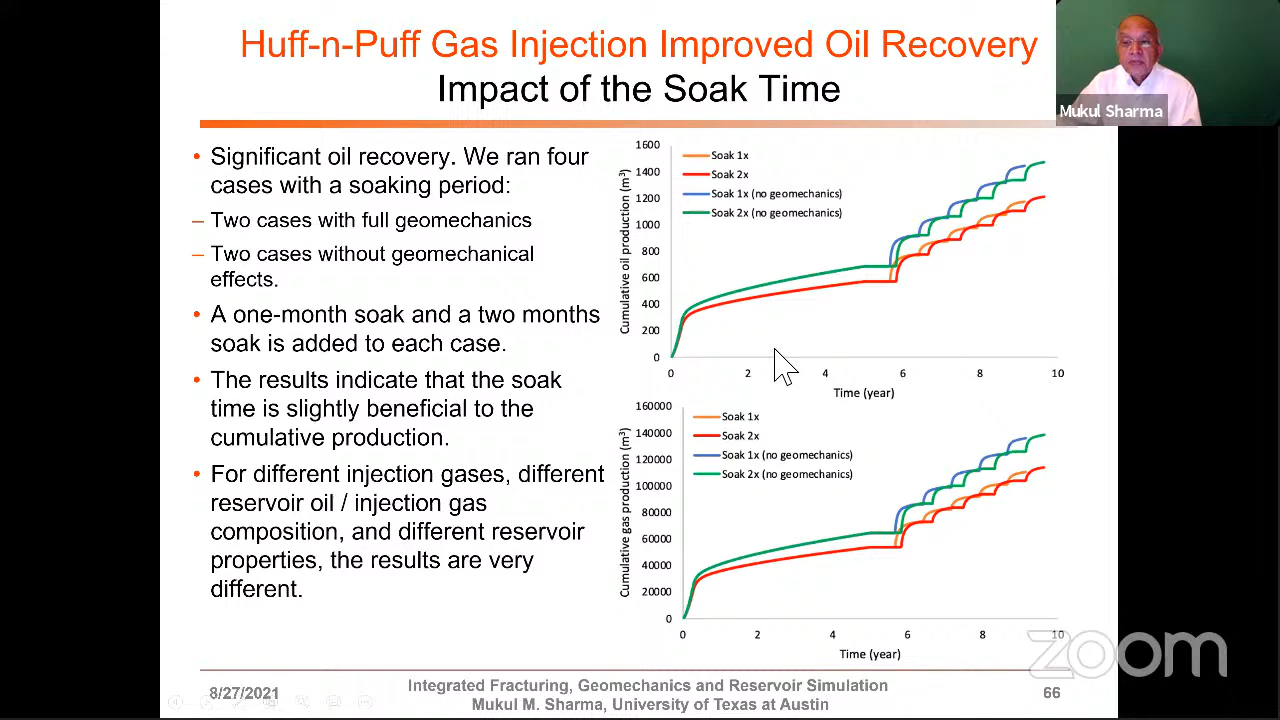 Huff-n-Puff Gas Injection Improved Oil Recovery
Impact of the Soak Time
Mukul Sharma
• Significant oil recovery. We ran four
cases with a soaking period:
– Two cases with full geomechanics
– Two cases without geomechanical
effects.
• A one-month soak and a two months
soak is added to each case.
• The results indicate that the soak
time is slightly beneficial to the
cumulative production.
• For different injection gases, different
reservoir oil / injection gas
composition, and different reservoir
properties, the results are very
different.
Cumulative oil production (m³)
1600
1400
1200
1000
800
600
400
200
0
Soak 1x
Soak 2x
Soak 1x (no geomechanics)
Soak 2x (no geomechanics)
0 2 4 6 8 10
Time (year)
Cumulative gas production (m³)
160000
140000
120000
100000
80000
60000
40000
20000
0
Soak 1x
Soak 2x
Soak 1x (no geomechanics)
Soak 2x (no geomechanics)
0 2 4 6 8 10
Time (year)
zoom
8/27/2021
Integrated Fracturing, Geomechanics and Reservoir Simulation
Mukul M. Sharma, University of Texas at Austin
66